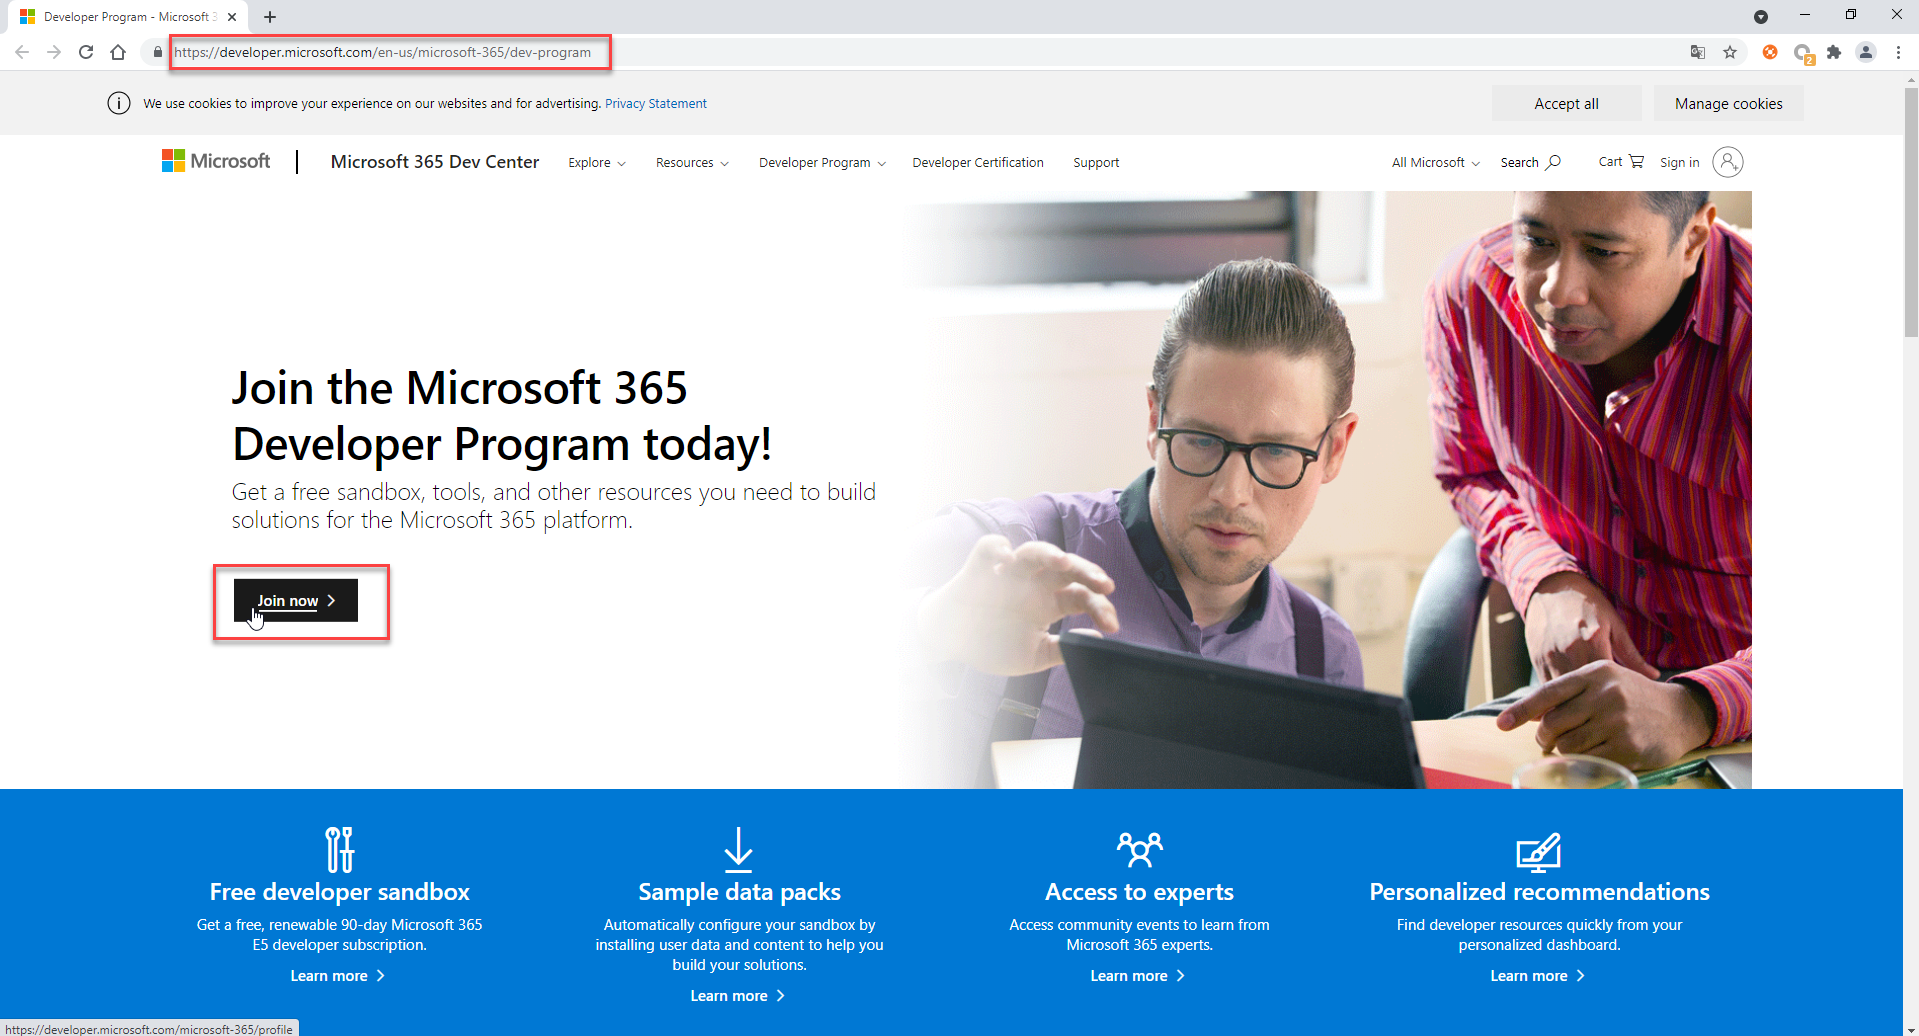 Developer Program - Microsoft 3
https://developer.microsoft.com/en-us/microsoft-365/dev-program
2
We use cookies to improve your experience on our websites and for advertising. Privacy Statement
Accept all
Manage cookies
Microsoft
Microsoft 365 Dev Center
Explore
Resources
Developer Program
Developer Certification
Support
All Microsoft
Search
Cart
Sign in
Join the Microsoft 365
Developer Program today!
Get a free sandbox, tools, and other resources you need to build
solutions for the Microsoft 365 platform.
Join now
Free developer sandbox
Get a free, renewable 90-day Microsoft 365
E5 developer subscription.
Learn more
Sample data packs
Automatically configure your sandbox by
installing user data and content to help you
build your solutions.
Learn more
Access to experts
Access community events to learn from
Microsoft 365 experts.
Learn more
Personalized recommendations
Find developer resources quickly from your
personalized dashboard.
Learn more
https://developer.microsoft.com/microsoft-365/profile